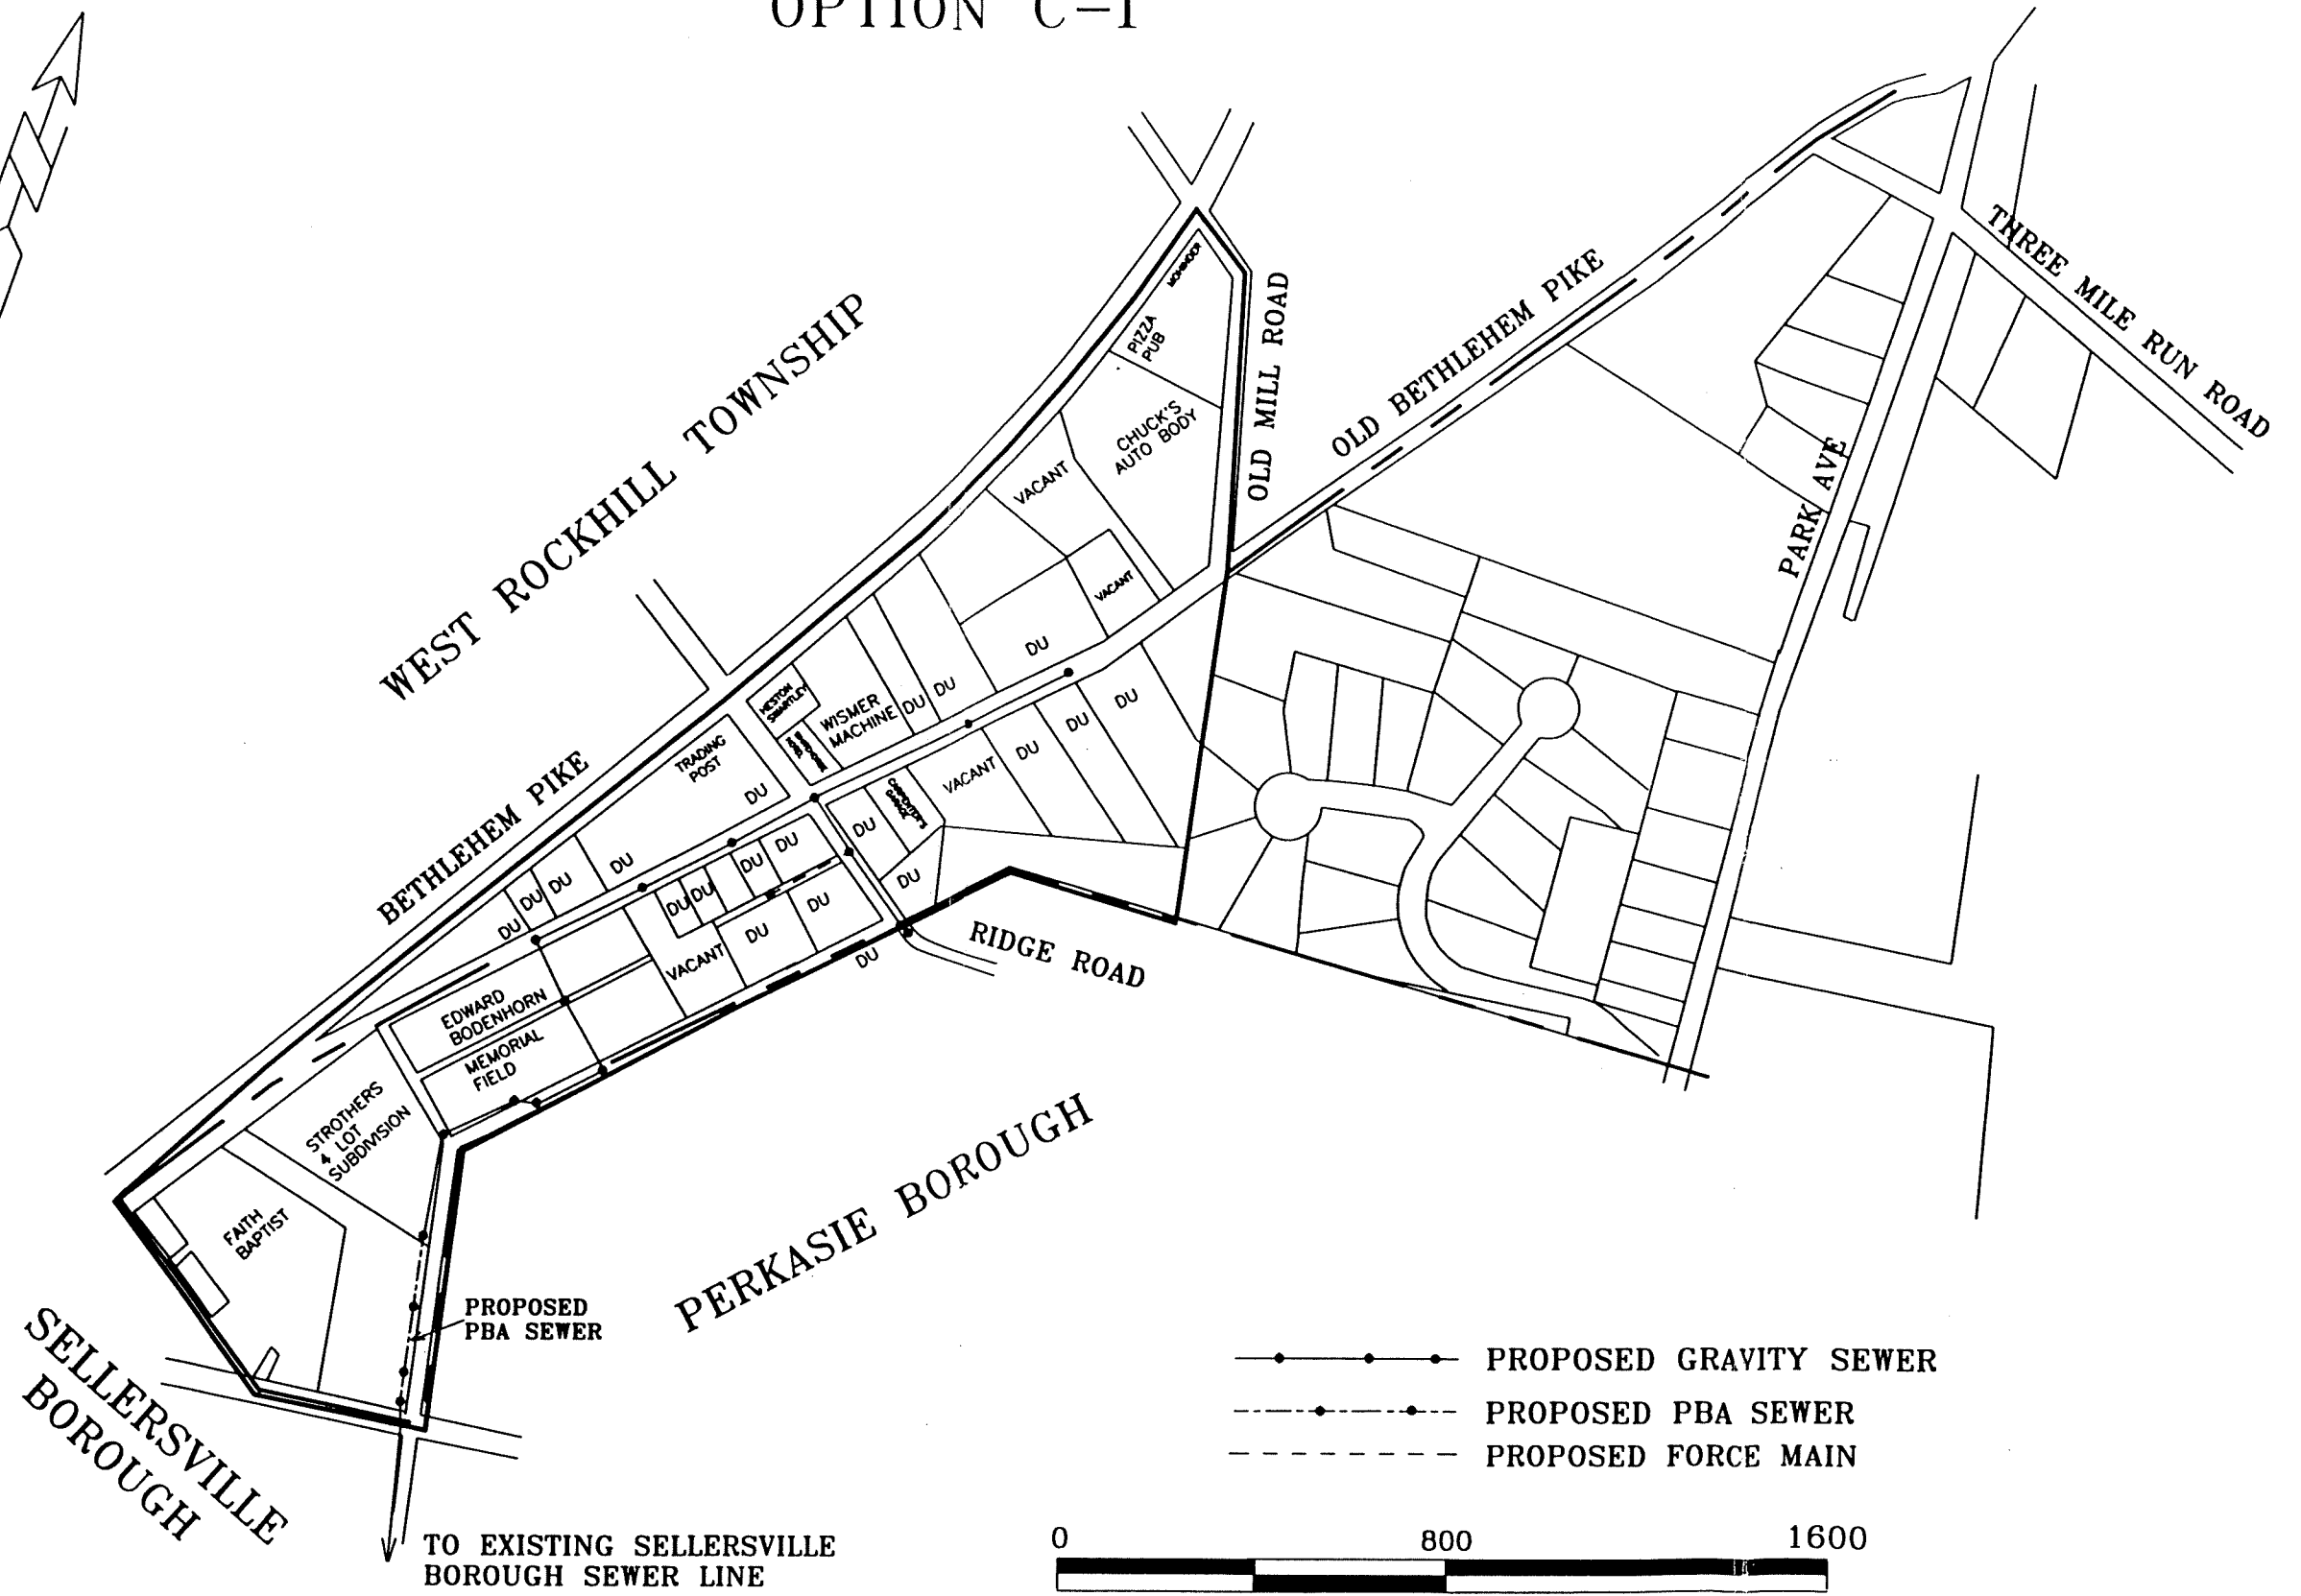 OPTION C-1
WEST ROCKHILL TOWNSHIP
THREE MILE RUN ROAD
OLD BETHLEHEM PIKE
OLD MILL ROAD
PARK AVE
BETHLEHEM PIKE
PIZZA
PUB
CHUCK'S
AUTO BODY
VACANT
VACANT
DU
DU
DU
WISMER
MACHINE
TRADING
POST
DU
DU
DU
DU
VACANT
DU
DU
DU
DU
DU
DU
DU
DU
DU
DU
DU
DU
DU
DU
VACANT
DU
EDWARD
BODENHORN
MEMORIAL
FIELD
RIDGE ROAD
STROTHERS
4 LOT
SUBDIVISION
FAITH
BAPTIST
PERKASIE BOROUGH
PROPOSED
PBA SEWER
SELLERSVILLE
BOROUGH
TO EXISTING SELLERSVILLE
BOROUGH SEWER LINE
PROPOSED GRAVITY SEWER
PROPOSED PBA SEWER
PROPOSED FORCE MAIN
0 800 1600